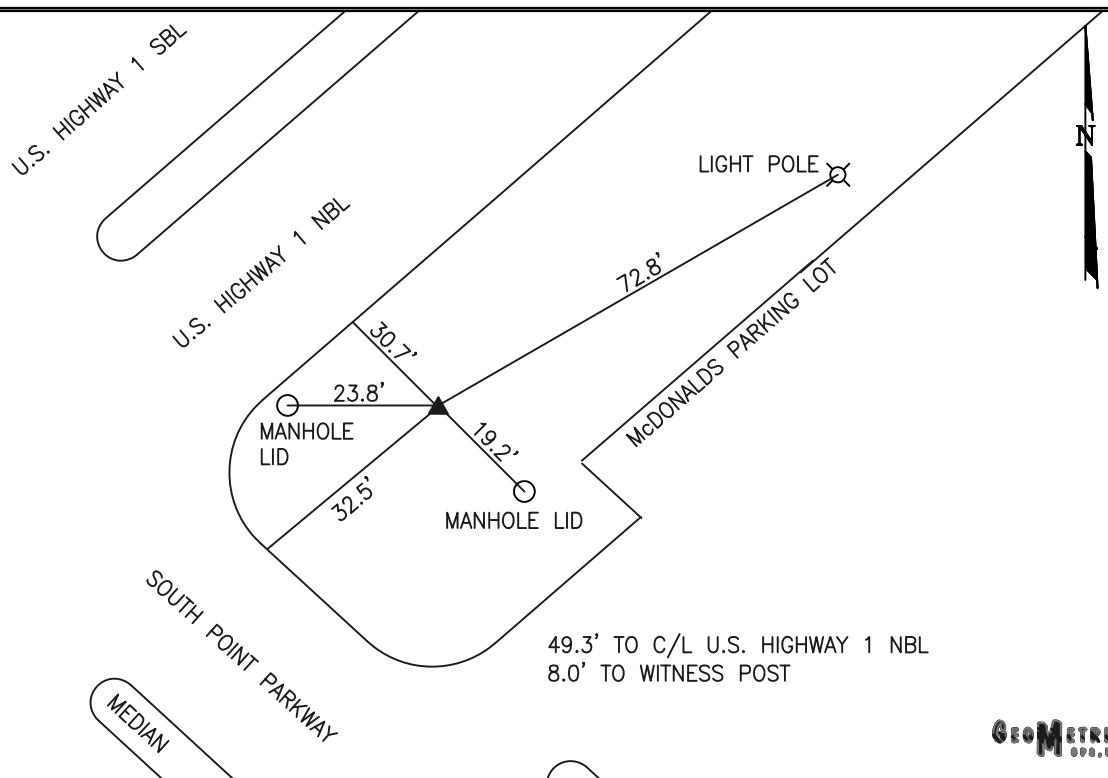 U.S. HIGHWAY 1 SBL
N
LIGHT POLE
U.S. HIGHWAY 1 NBL
72.8'
McDONALDS PARKING LOT
30.7'
23.8'
MANHOLE
LID
19.2'
32.5'
MANHOLE LID
SOUTH POINT PARKWAY
49.3' TO C/L U.S. HIGHWAY 1 NBL
8.0' TO WITNESS POST
MEDIAN